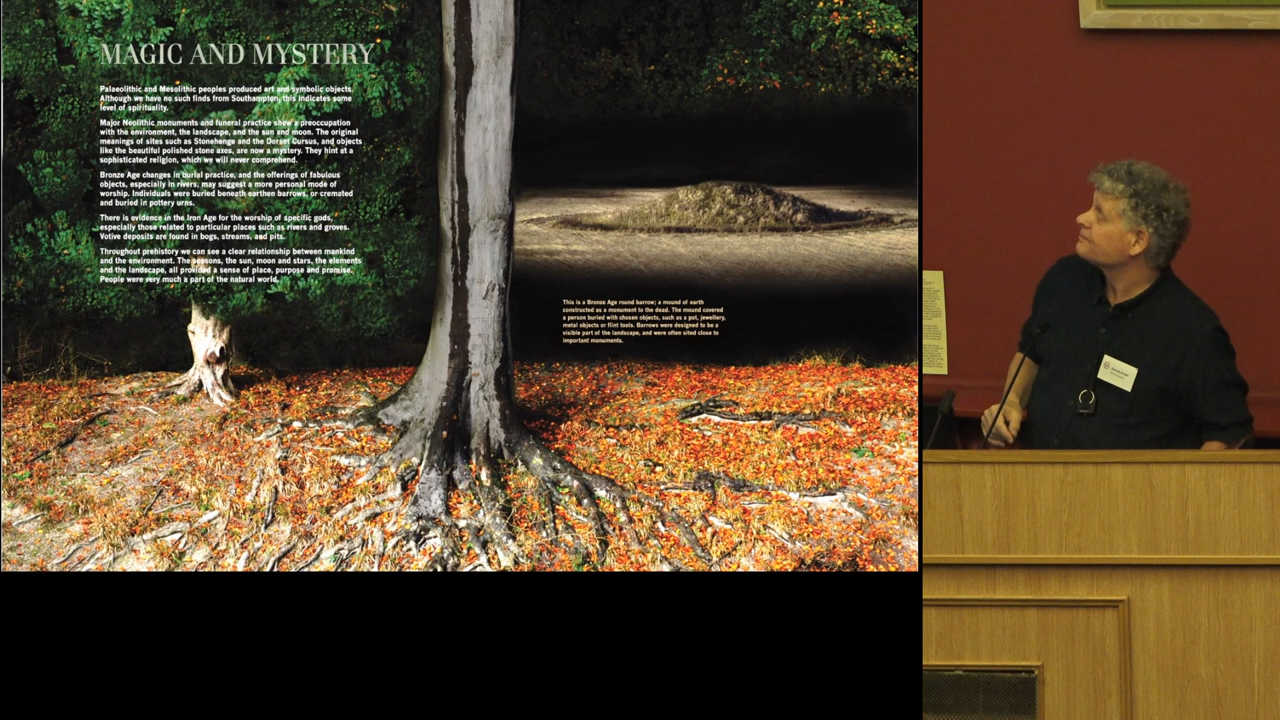 MAGIC AND MYSTERY
Palaeolithic and Mesolithic peoples produced art and symbolic objects.
Although we have no such finds from Southampton, this indicates some
level of spirituality.
Major Neolithic monuments and funeral practice show a preoccupation
with the environment, the landscape, and the sun and moon. The original
meanings of sites such as Stonehenge and the Dorset Cursus, and objects
like the beautiful polished stone axes, are now a mystery. They hint at a
sophisticated religion, which we will never comprehend.
Bronze Age changes in burial practice, and the offerings of fabulous
objects, especially in rivers, may suggest a more personal mode of
worship. Individuals were buried beneath earthen barrows, or cremated
and buried in pottery urns.
There is evidence in the Iron Age for the worship of specific gods,
especially those related to particular places such as rivers and groves.
Votive deposits are found in bogs, streams, and pits.
Throughout prehistory we can see a clear relationship between mankind
and the environment. The seasons, the sun, moon and stars, the elements
and the landscape, all provided a sense of place, purpose and promise.
People were very much a part of the natural world.
This is a Bronze Age round barrow; a mound of earth
constructed as a monument to the dead. The mound covered
a person buried with chosen objects, such as a pot, jewellery,
metal objects or flint tools. Barrows were designed to be a
visible part of the landscape, and were often sited close to
important monuments.